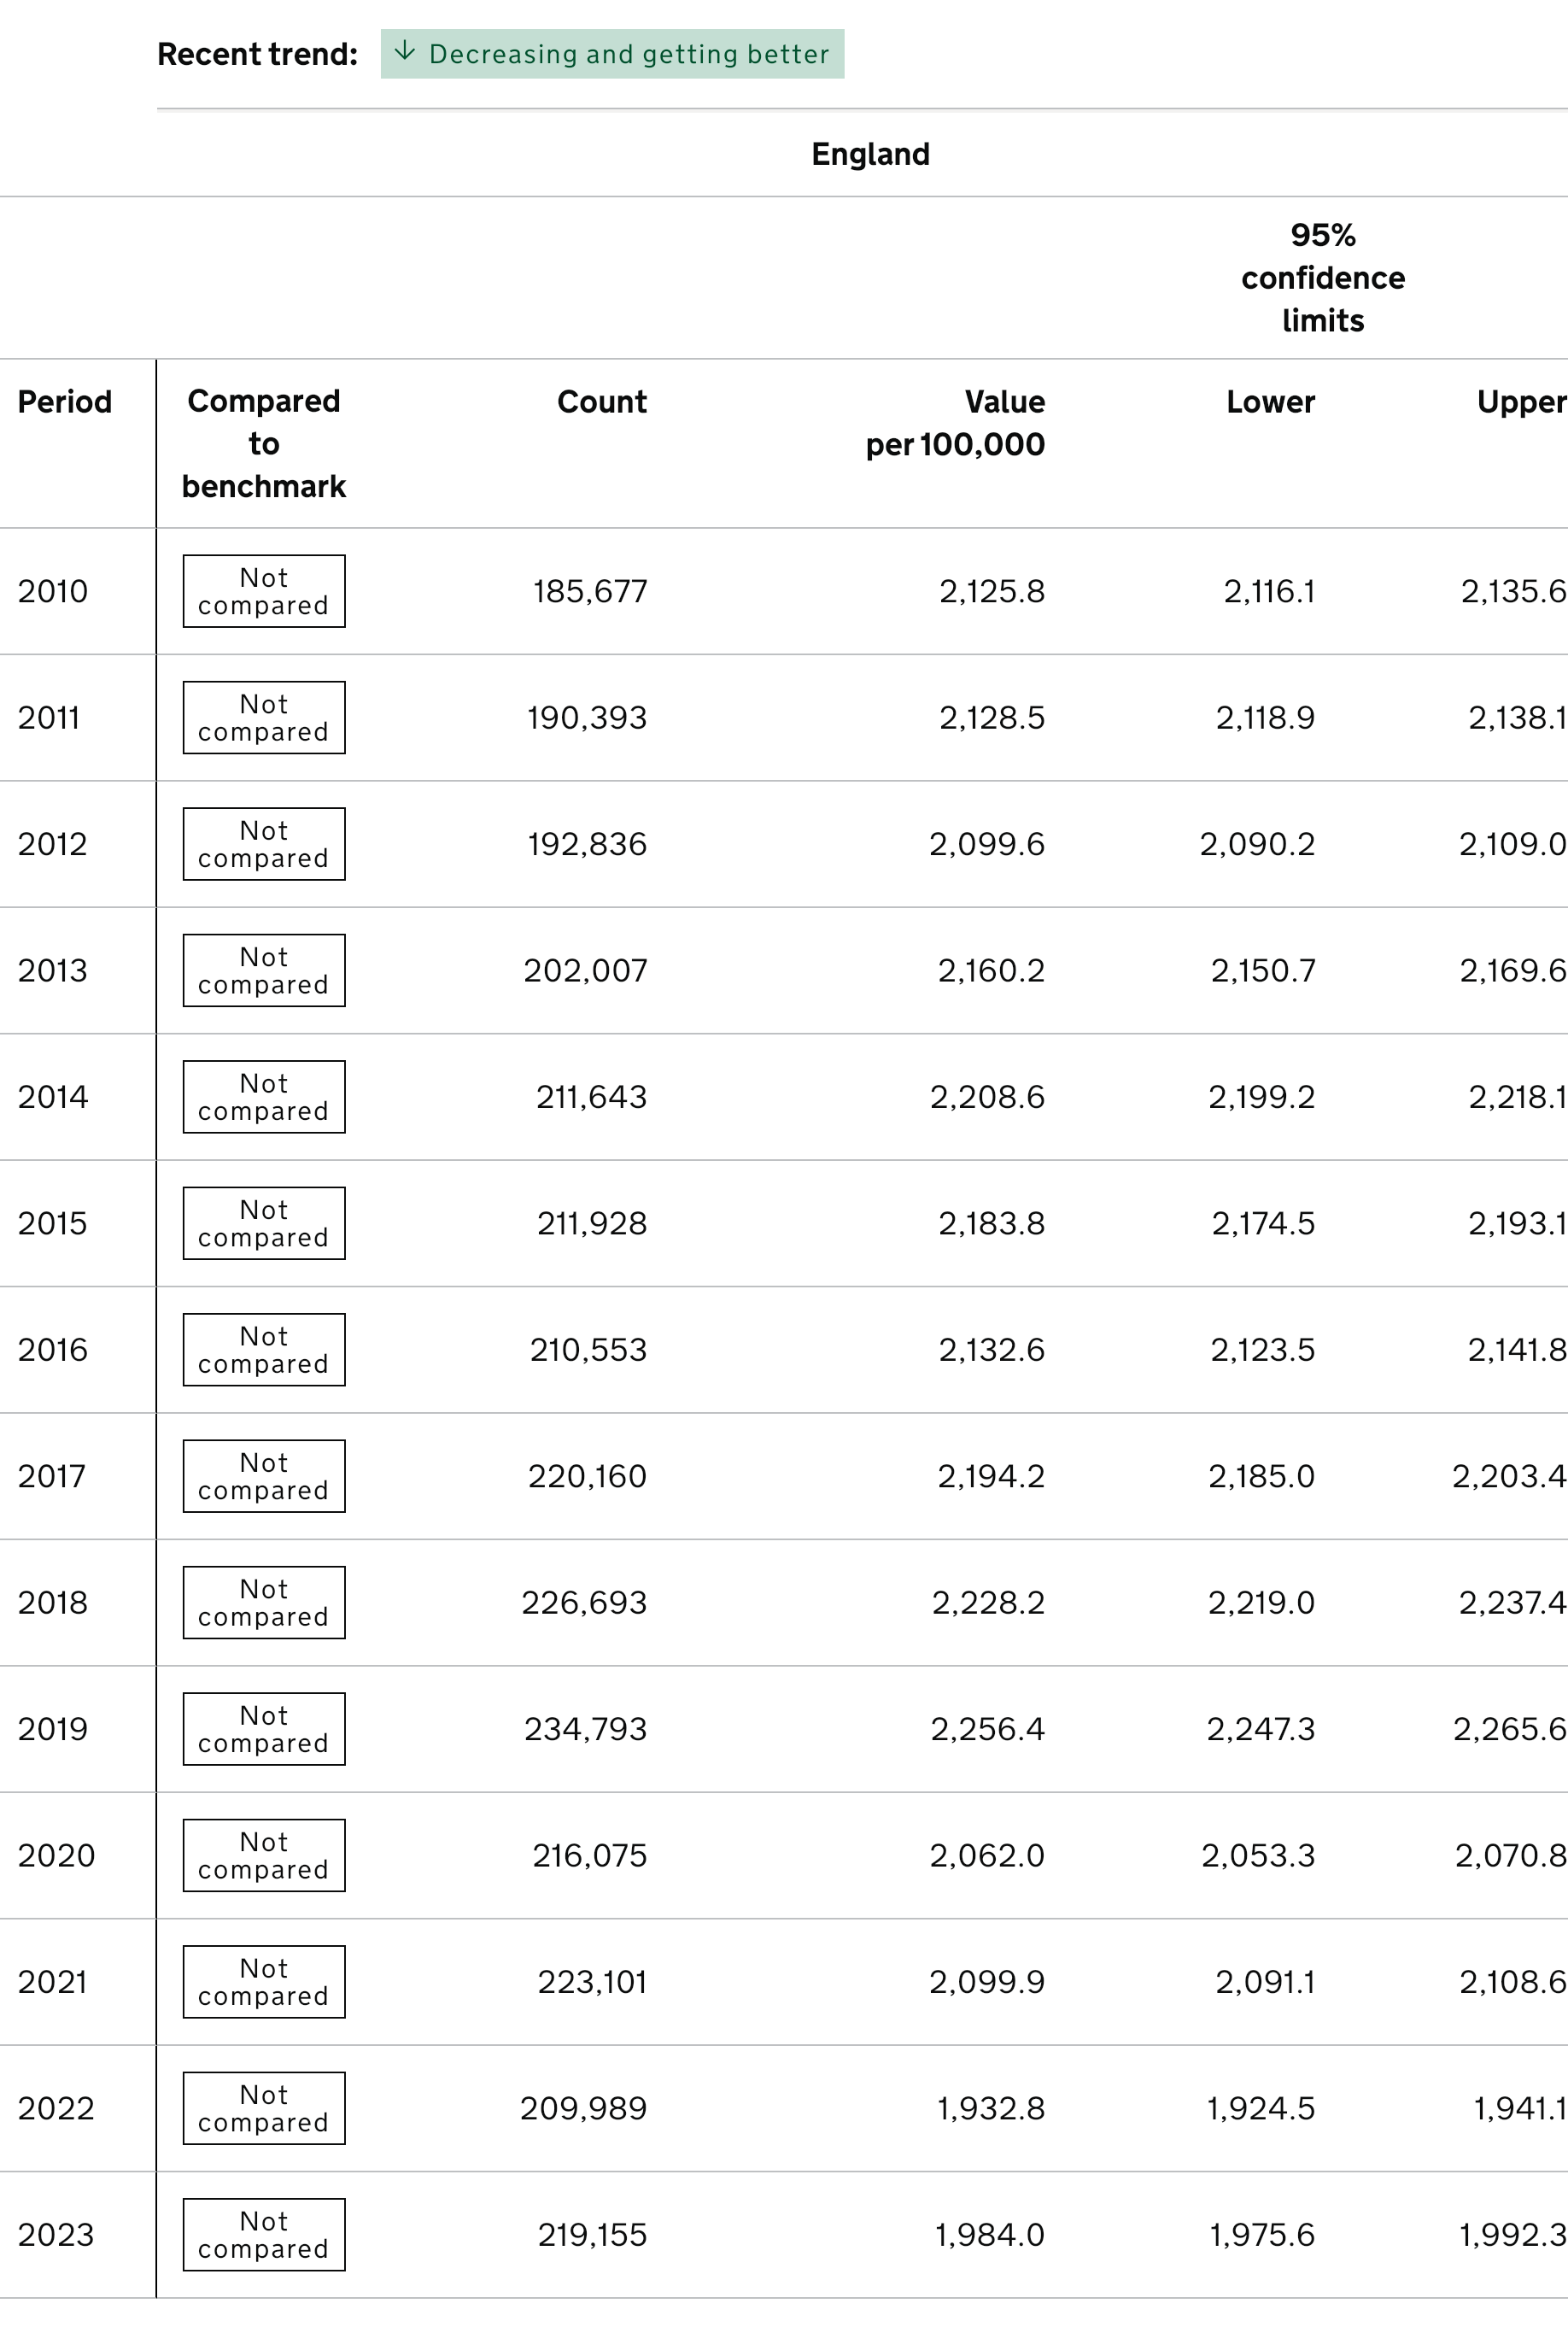 Recent trend: ↓ Decreasing and getting better
England
95%
confidence
limits
Period Compared to benchmark Count Value per 100,000 Lower Upper
2010 Not compared 185,677 2,125.8 2,116.1 2,135.6
2011 Not compared 190,393 2,128.5 2,118.9 2,138.1
2012 Not compared 192,836 2,099.6 2,090.2 2,109.0
2013 Not compared 202,007 2,160.2 2,150.7 2,169.6
2014 Not compared 211,643 2,208.6 2,199.2 2,218.1
2015 Not compared 211,928 2,183.8 2,174.5 2,193.1
2016 Not compared 210,553 2,132.6 2,123.5 2,141.8
2017 Not compared 220,160 2,194.2 2,185.0 2,203.4
2018 Not compared 226,693 2,228.2 2,219.0 2,237.4
2019 Not compared 234,793 2,256.4 2,247.3 2,265.6
2020 Not compared 216,075 2,062.0 2,053.3 2,070.8
2021 Not compared 223,101 2,099.9 2,091.1 2,108.6
2022 Not compared 209,989 1,932.8 1,924.5 1,941.1
2023 Not compared 219,155 1,984.0 1,975.6 1,992.3